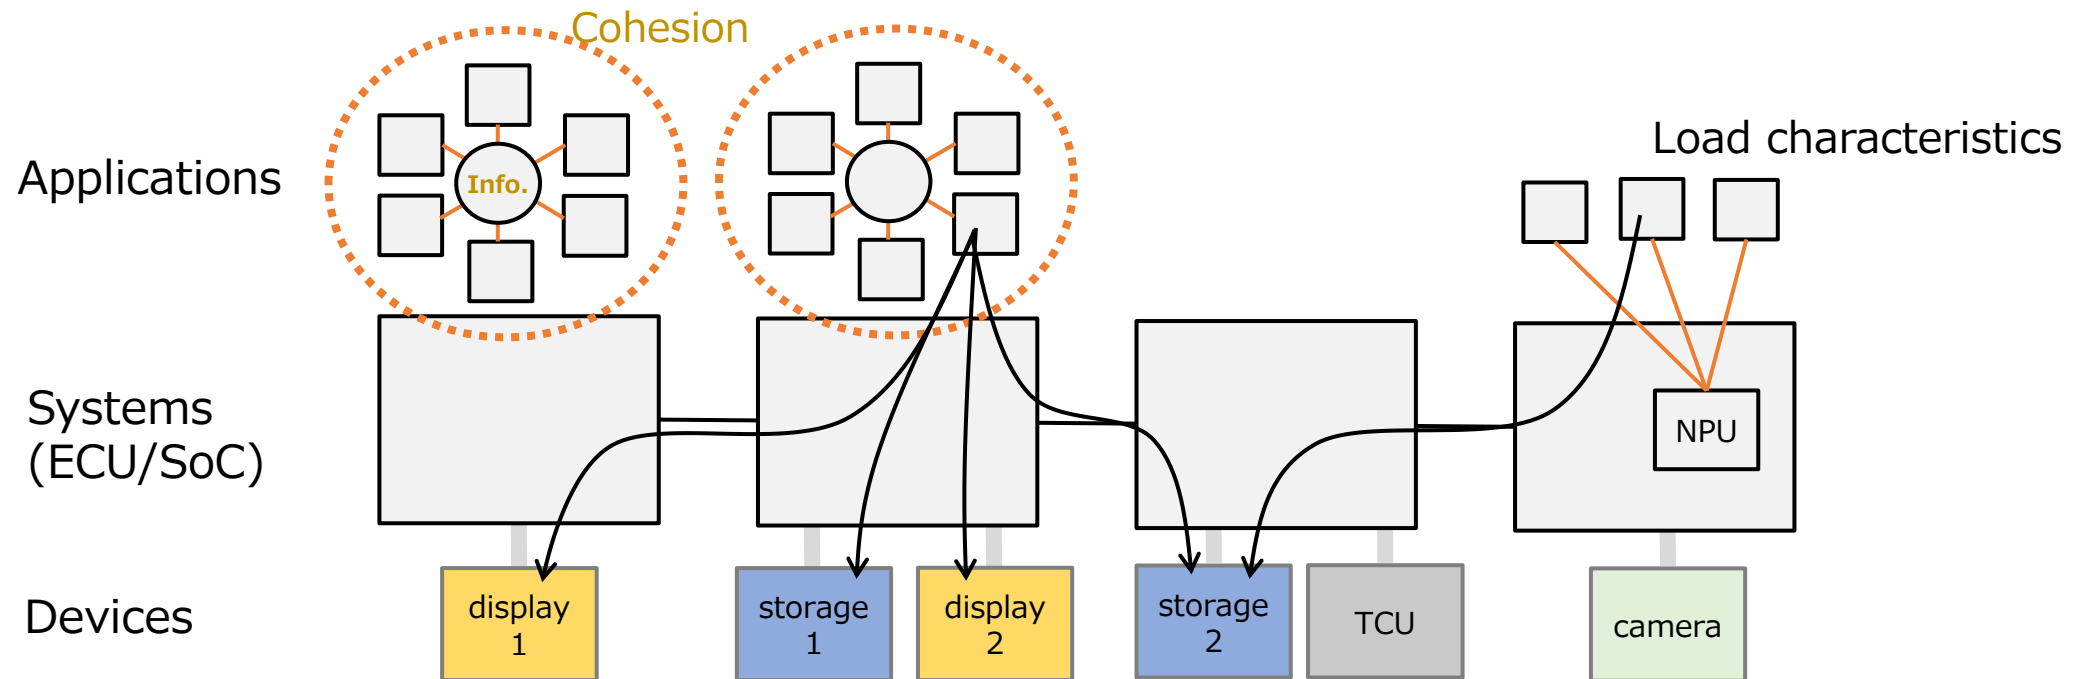 Cohesion
Load characteristics
Applications
Info.
Systems
(ECU/SoC)
NPU
Devices
display
1
storage
1
display
2
storage
2
TCU
camera